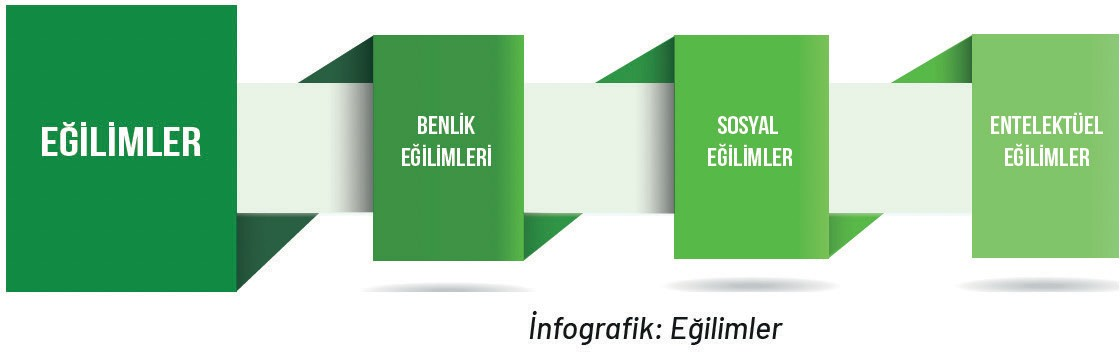 EĞİLİMLER
BENLİK
EĞİLİMLERİ
SOSYAL
EĞİLİMLER
ENTELEKTÜEL
EĞİLİMLER
İnfografik: Eğilimler